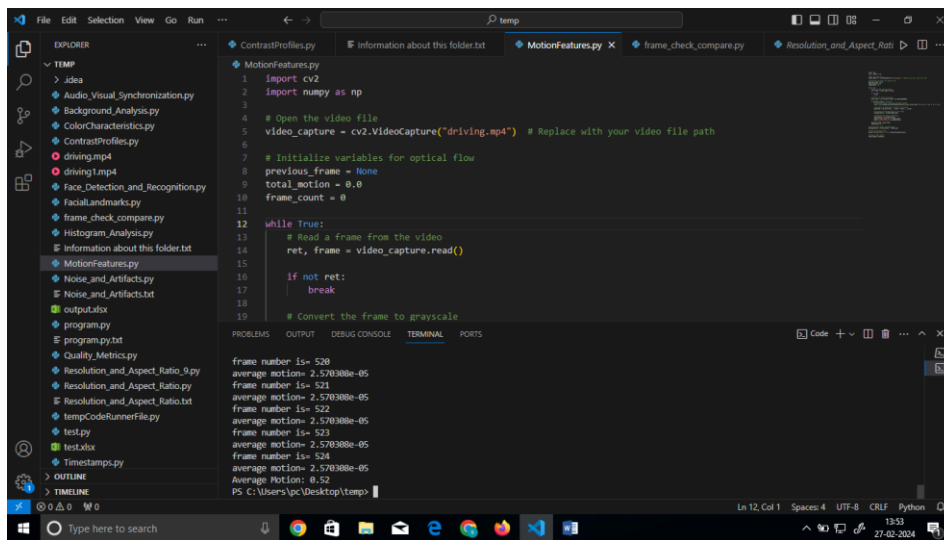 File Edit Selection View Go Run ... temp
EXPLORER ...
TEMP
.idea
Audio_Visual_Synchronization.py
Background_Analysis.py
ColorCharacteristics.py
ContrastProfiles.py
driving.mp4
driving1.mp4
Face_Detection_and_Recognition.py
FacialLandmarks.py
frame_check_compare.py
Histogram_Analysis.py
Information about this folder.txt
MotionFeatures.py
Noise_and_Artifacts.py
Noise_and_Artifacts.txt
output.xlsx
program.py
program.py.txt
Quality_Metrics.py
Resolution_and_Aspect_Ratio_9.py
Resolution_and_Aspect_Ratio.py
Resolution_and_Aspect_Ratio.txt
tempCodeRunnerFile.py
test.py
test.xlsx
Timestamps.py
OUTLINE
TIMELINE
ContrastProfiles.py Information about this folder.txt MotionFeatures.py frame_check_compare.py Resolution_and_Aspect_Rati ...
MotionFeatures.py
1 import cv2
2 import numpy as np
3
4 # Open the video file
5 video_capture = cv2.VideoCapture("driving.mp4") # Replace with your video file path
6
7 # Initialize variables for optical flow
8 previous_frame = None
9 total_motion = 0.0
10 frame_count = 0
11
12 while True:
13 # Read a frame from the video
14 ret, frame = video_capture.read()
15
16 if not ret:
17 break
18
19 # Convert the frame to grayscale
PROBLEMS OUTPUT DEBUG CONSOLE TERMINAL PORTS Code
frame number is= 520
average motion= 2.570308e-05
frame number is= 521
average motion= 2.570308e-05
frame number is= 522
average motion= 2.570308e-05
frame number is= 523
average motion= 2.570308e-05
frame number is= 524
average motion= 2.570308e-05
Average Motion: 0.52
PS C:\Users\pc\Desktop\temp>
0 0 0 Ln 12, Col 1 Spaces: 4 UTF-8 CRLF Python
Type here to search
13:53
27-02-2024